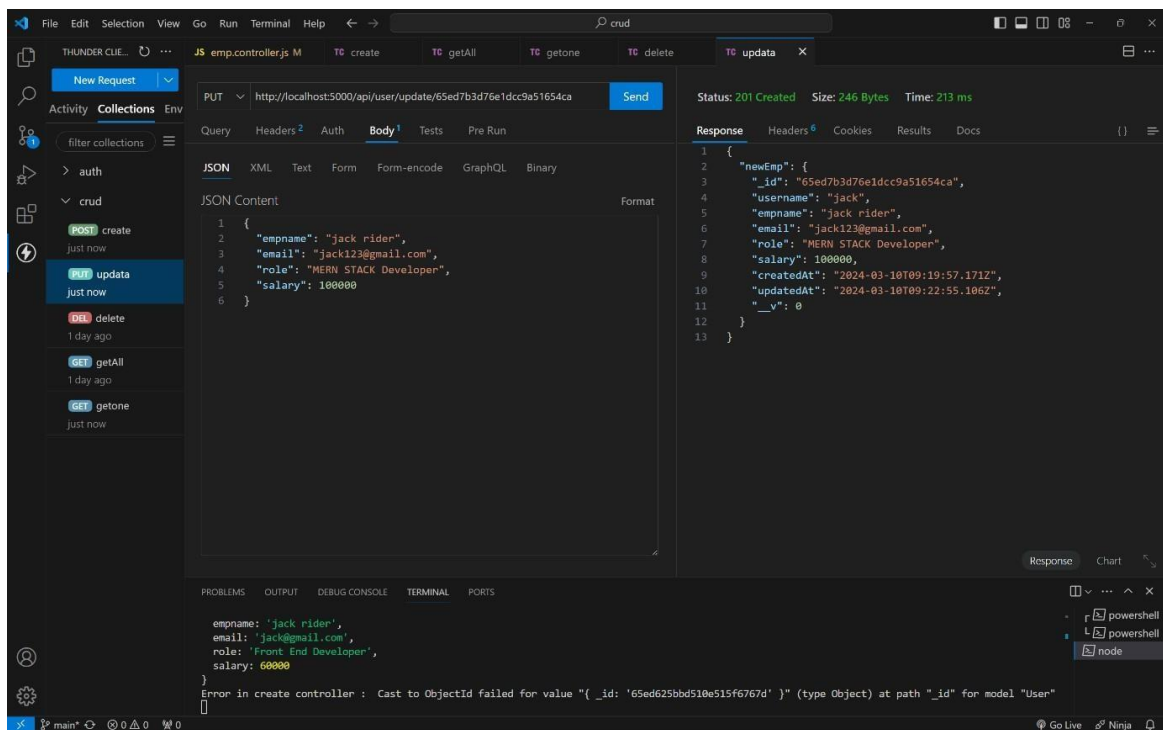 File Edit Selection View Go Run Terminal Help
crud
THUNDER CLIE...
JS emp.controller.js M
TC create
TC getAll
TC getone
TC delete
TC updata
New Request
Activity Collections Env
filter collections
auth
crud
POST create
just now
PUT updata
just now
DEL delete
1 day ago
GET getAll
1 day ago
GET getone
just now
PUT http://localhost:5000/api/user/update/65ed7b3d76e1dcc9a51654ca Send
Query Headers 2 Auth Body 1 Tests Pre Run
JSON XML Text Form Form-encode GraphQL Binary
JSON Content Format
1 {
2 "empname": "jack rider",
3 "email": "jack123@gmail.com",
4 "role": "MERN STACK Developer",
5 "salary": 100000
6 }
Status: 201 Created Size: 246 Bytes Time: 213 ms
Response Headers 6 Cookies Results Docs
1 {
2 "newEmp": {
3 "_id": "65ed7b3d76e1dcc9a51654ca",
4 "username": "jack",
5 "empname": "jack rider",
6 "email": "jack123@gmail.com",
7 "role": "MERN STACK Developer",
8 "salary": 100000,
9 "createdAt": "2024-03-10T09:19:57.171Z",
10 "updatedAt": "2024-03-10T09:22:55.106Z",
11 "__v": 0
12 }
13 }
Response Chart
PROBLEMS OUTPUT DEBUG CONSOLE TERMINAL PORTS
empname: 'jack rider',
email: 'jack@gmail.com',
role: 'Front End Developer',
salary: 60000
}
Error in create controller : Cast to ObjectId failed for value "{ _id: '65ed625bbd510e515f6767d' }" (type Object) at path "_id" for model "User"
powershell
powershell
node
main* 0 0 0 Go Live Ninja